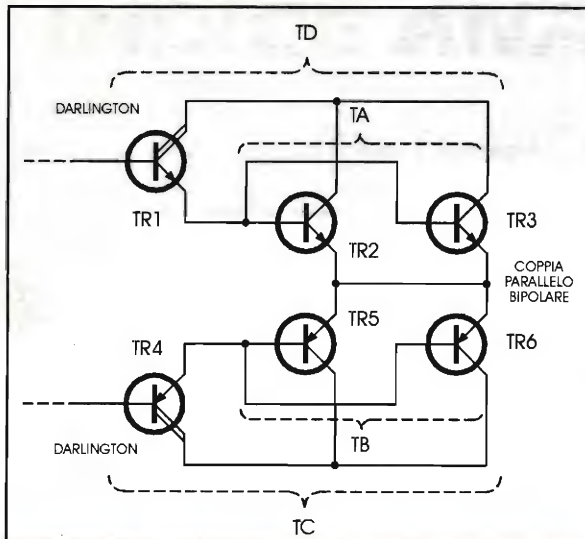 TD
DARLINGTON
TA
TR1
TR2
TR3
COPPIA
PARALLELO
BIPOLARE
TR4
TR5
TR6
DARLINGTON
TB
TC